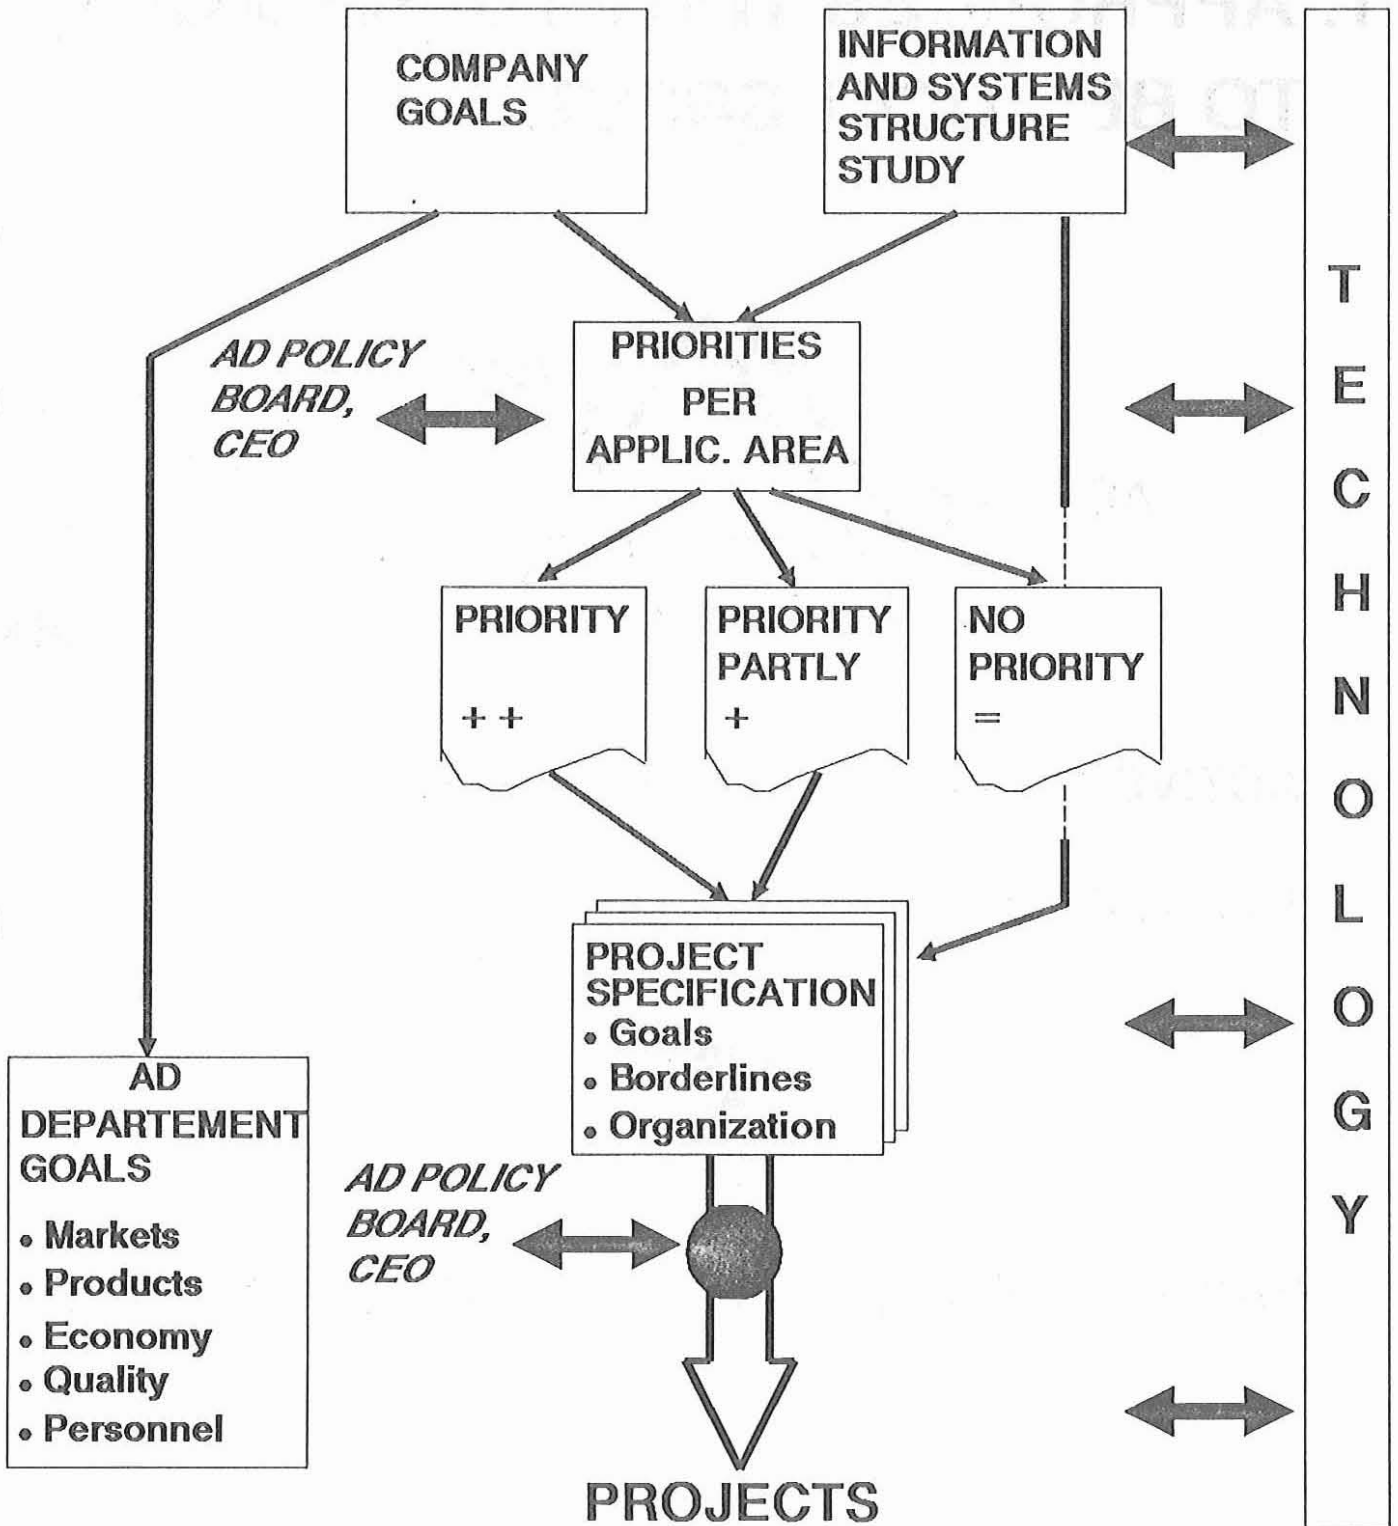 COMPANY
GOALS
INFORMATION
AND SYSTEMS
STRUCTURE
STUDY
AD POLICY
BOARD,
CEO
PRIORITIES
PER
APPLIC. AREA
PRIORITY
+ +
PRIORITY
PARTLY
+
NO
PRIORITY
=
PROJECT
SPECIFICATION
• Goals
• Borderlines
• Organization
AD
DEPARTEMENT
GOALS
• Markets
• Products
• Economy
• Quality
• Personnel
AD POLICY
BOARD,
CEO
PROJECTS
T
E
C
H
N
O
L
O
G
Y